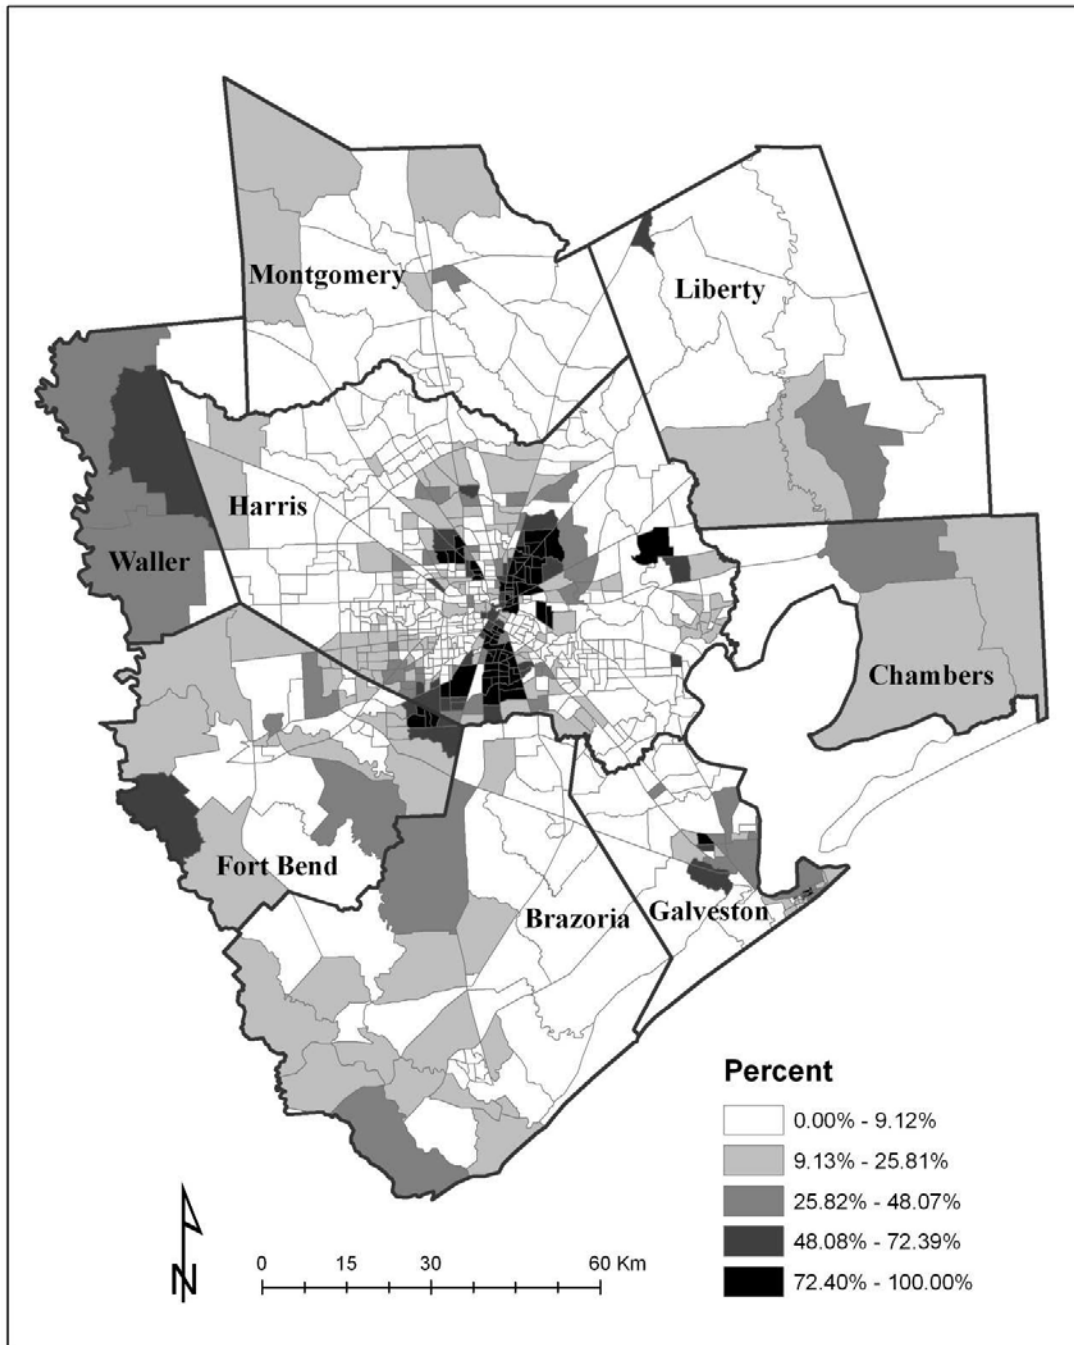 Montgomery
Liberty
Harris
Waller
Chambers
Fort Bend
Brazoria
Galveston
Percent
0.00% - 9.12%
9.13% - 25.81%
25.82% - 48.07%
48.08% - 72.39%
72.40% - 100.00%
N
0 15 30 60 Km